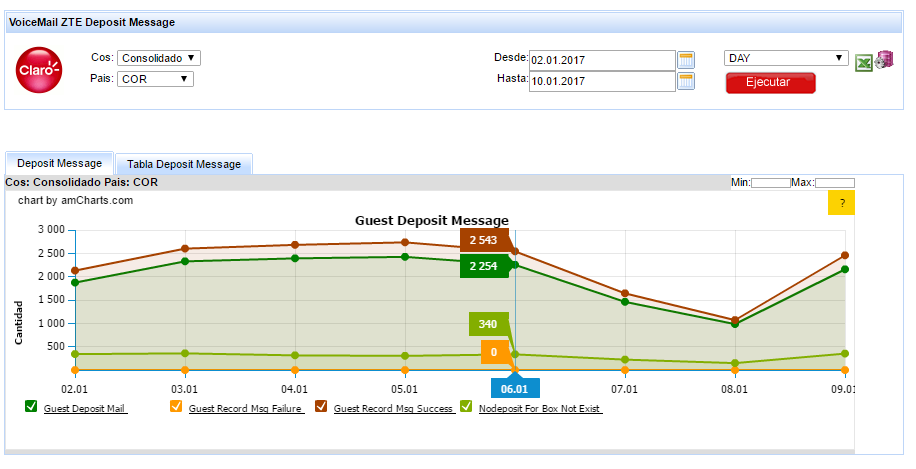 VoiceMail ZTE Deposit Message
Claro
Cos: Consolidado
Desde: 02.01.2017
DAY
Pais: COR
Hasta: 10.01.2017
Ejecutar
Deposit Message
Tabla Deposit Message
Cos: Consolidado Pais: COR
Min:
Max:
chart by amCharts.com
?
Guest Deposit Message
Cantidad
3 000
2 500
2 000
1 500
1 000
500
2 543
2 254
340
0
02.01 03.01 04.01 05.01 06.01 07.01 08.01 09.01
Guest Deposit Mail
Guest Record Msg Failure
Guest Record Msg Success
Nodeposit For Box Not Exist